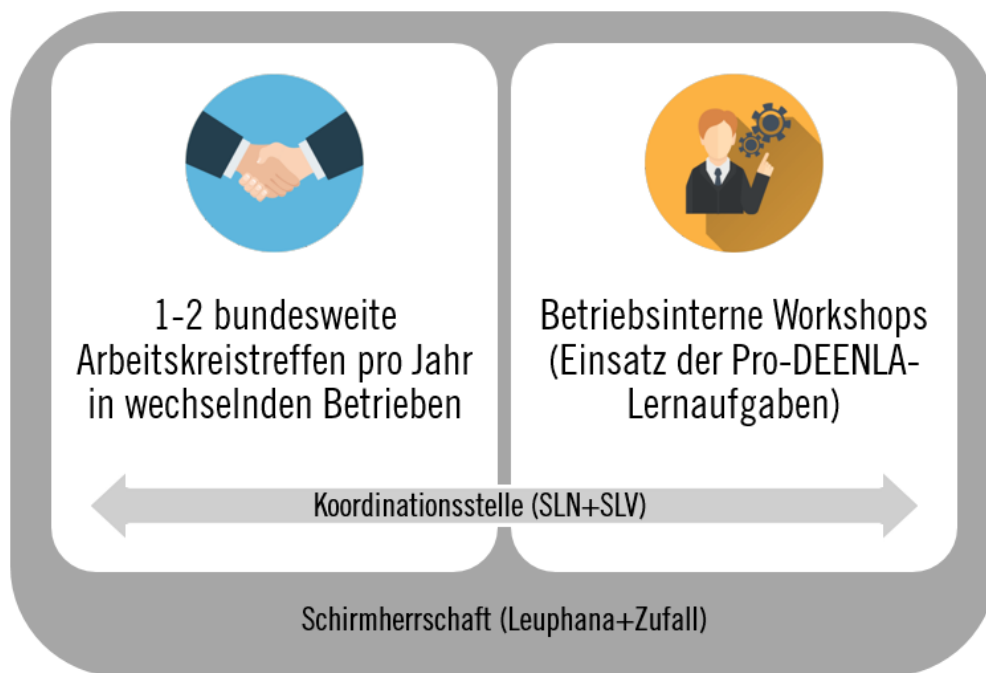 1-2 bundesweite
Arbeitskreistreffen pro Jahr
in wechselnden Betrieben
Betriebsinterne Workshops
(Einsatz der Pro-DEENLA-
Lernaufgaben)
Koordinationsstelle (SLN+SLV)
Schirmherrschaft (Leuphana+Zufall)